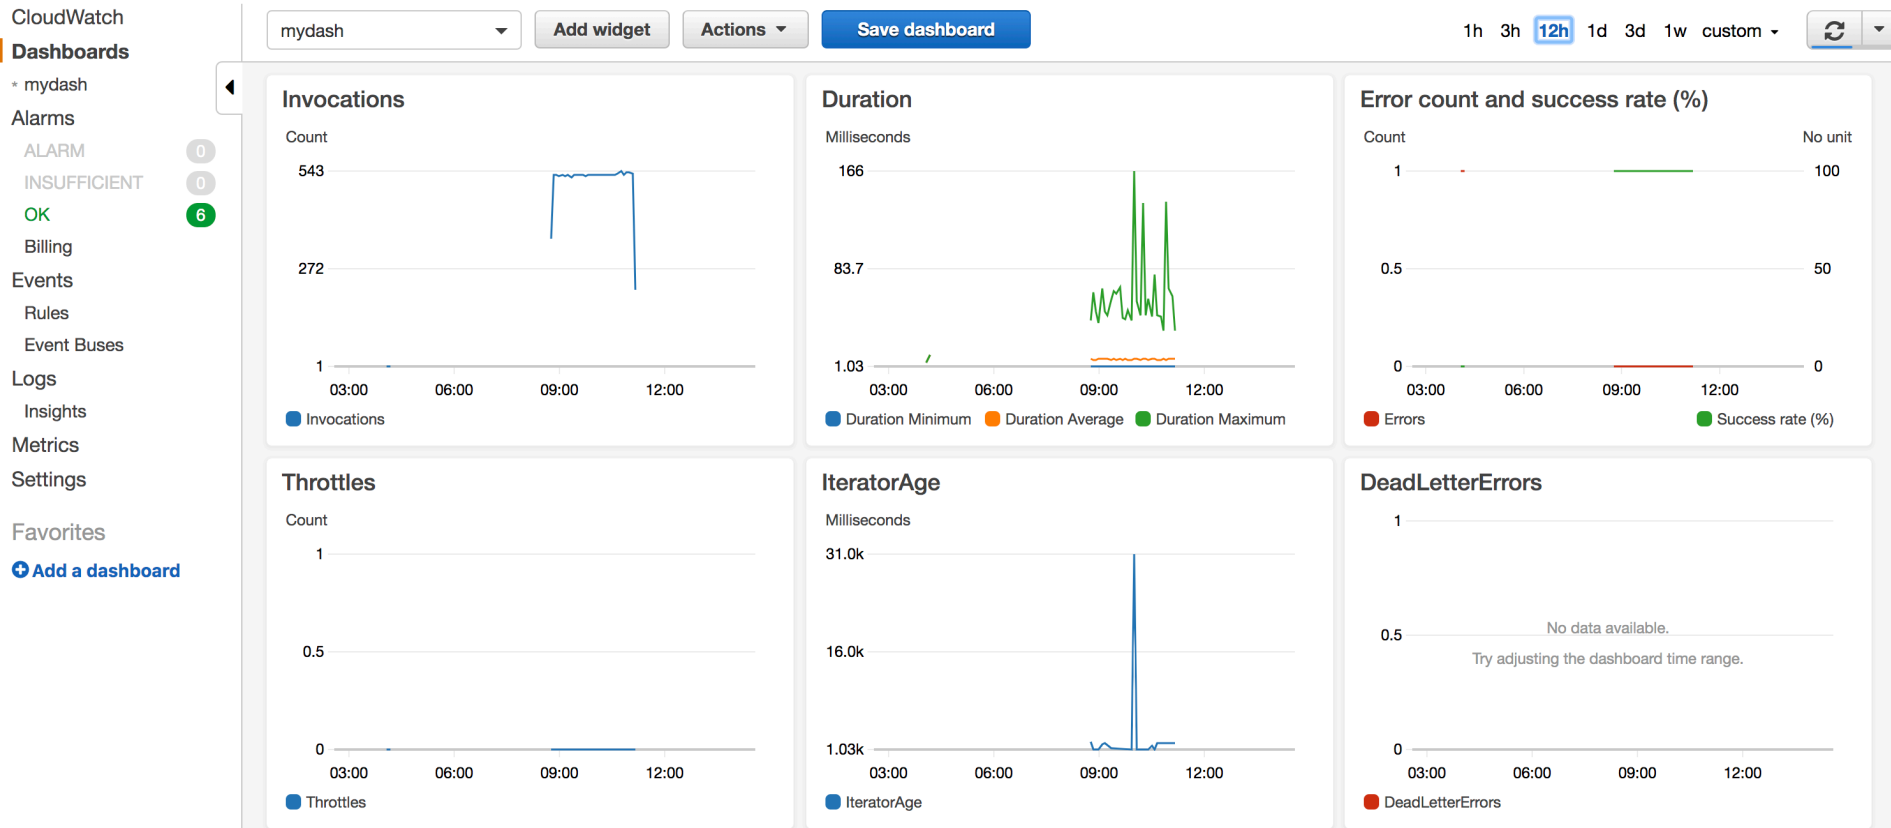 CloudWatch
Dashboards
* mydash
Alarms
ALARM 0
INSUFFICIENT 0
OK 6
Billing
Events
Rules
Event Buses
Logs
Insights
Metrics
Settings
Favorites
Add a dashboard
mydash Add widget Actions Save dashboard 1h 3h 12h 1d 3d 1w custom
Invocations
Count
543
272
1
03:00 06:00 09:00 12:00
Invocations
Duration
Milliseconds
166
83.7
1.03
03:00 06:00 09:00 12:00
Duration Minimum Duration Average Duration Maximum
Error count and success rate (%)
Count No unit
1 100
0.5 50
0 0
03:00 06:00 09:00 12:00
Errors Success rate (%)
Throttles
Count
1
0.5
0
03:00 06:00 09:00 12:00
Throttles
IteratorAge
Milliseconds
31.0k
16.0k
1.03k
03:00 06:00 09:00 12:00
IteratorAge
DeadLetterErrors
1
No data available.
0.5
Try adjusting the dashboard time range.
0
03:00 06:00 09:00 12:00
DeadLetterErrors